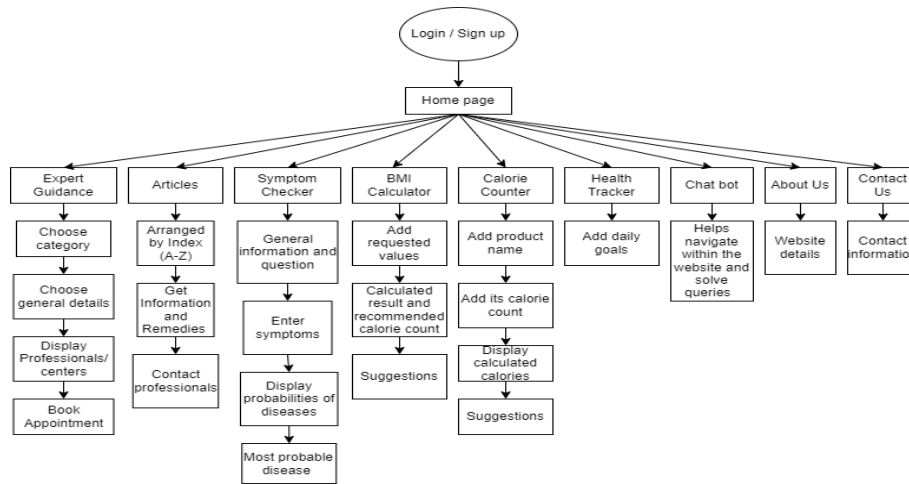 Login / Sign up
Home page
Expert
Guidance
Articles
Symptom
Checker
BMI
Calculator
Calorie
Counter
Health
Tracker
Chat bot
About Us
Contact
Us
Choose
category
Choose
general details
Display
Professionals/
centers
Book
Appointment
Arranged
by Index
(A-Z)
Get
Information
and
Remedies
Contact
professionals
General
information and
question
Enter
symptoms
Display
probabilities of
diseases
Most probable
disease
Add
requested
values
Calculated
result and
recommended
calorie count
Suggestions
Add product
name
Add its calorie
count
Display
calculated
calories
Suggestions
Add daily
goals
Helps
navigate
within the
website and
solve
queries
Website
details
Contact
information